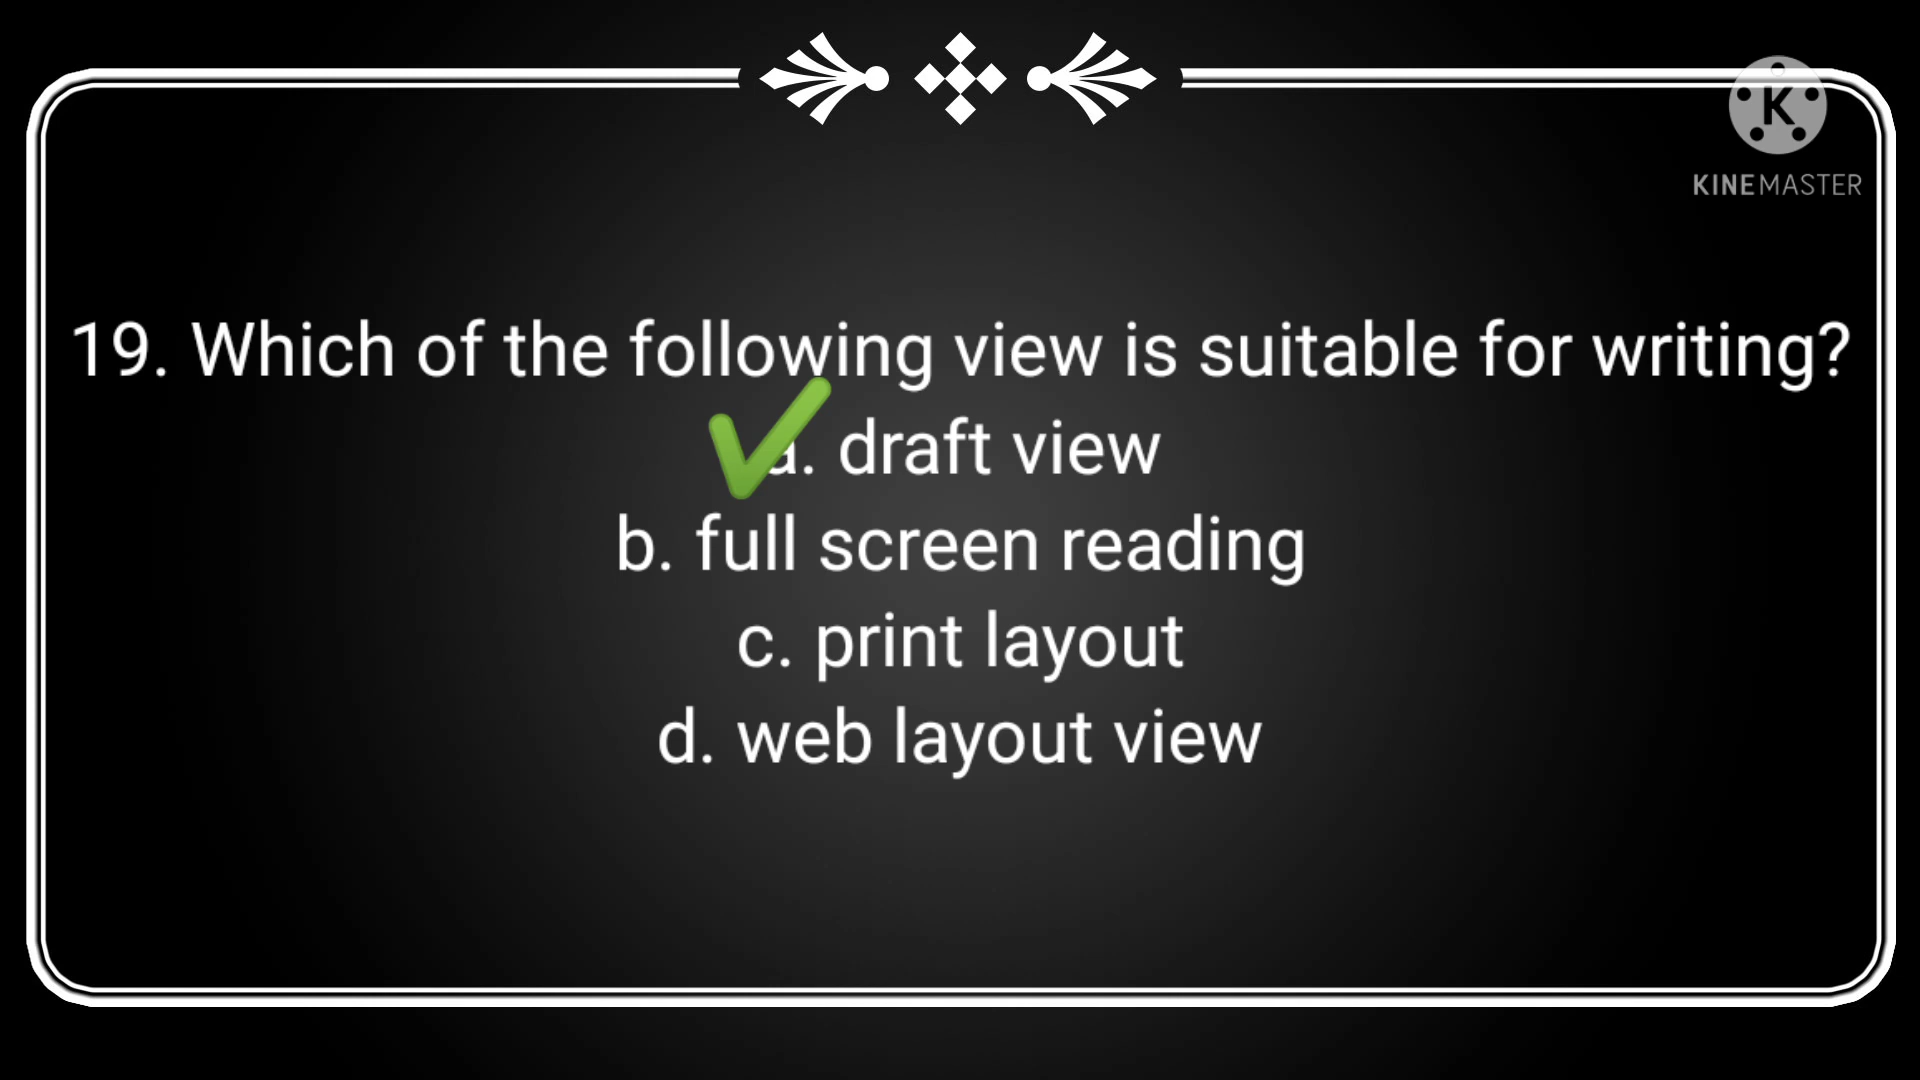 KINEMASTER
19. Which of the following view is suitable for writing?
a. draft view
b. full screen reading
c. print layout
d. web layout view